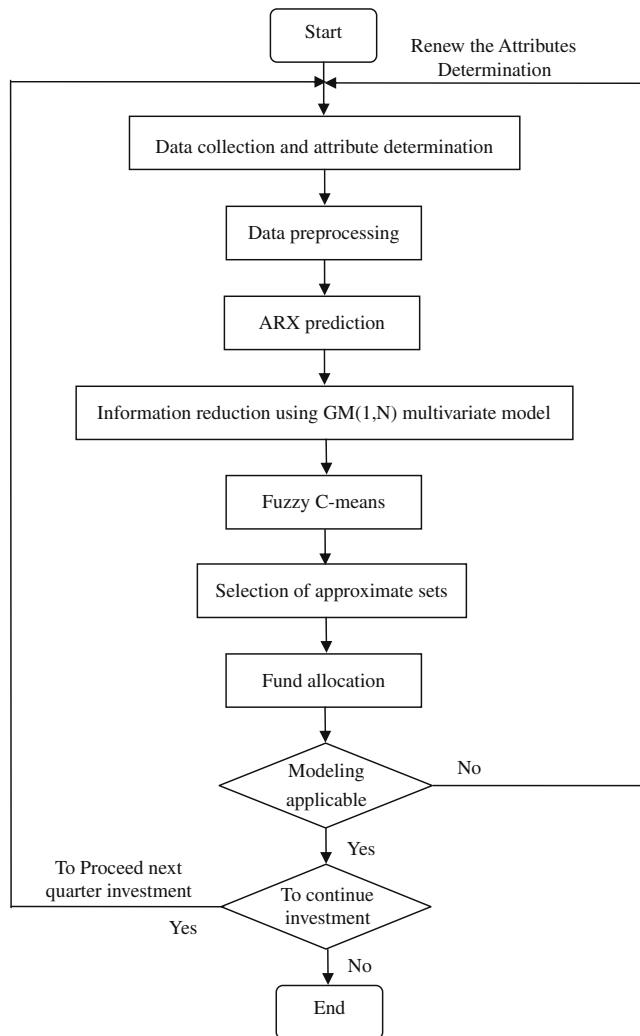 Start
Renew the Attributes
Determination
Data collection and attribute determination
Data preprocessing
ARX prediction
Information reduction using GM(1,N) multivariate model
Fuzzy C-means
Selection of approximate sets
Fund allocation
Modeling
applicable
No
Yes
To Proceed next
quarter investment
Yes
To continue
investment
No
End